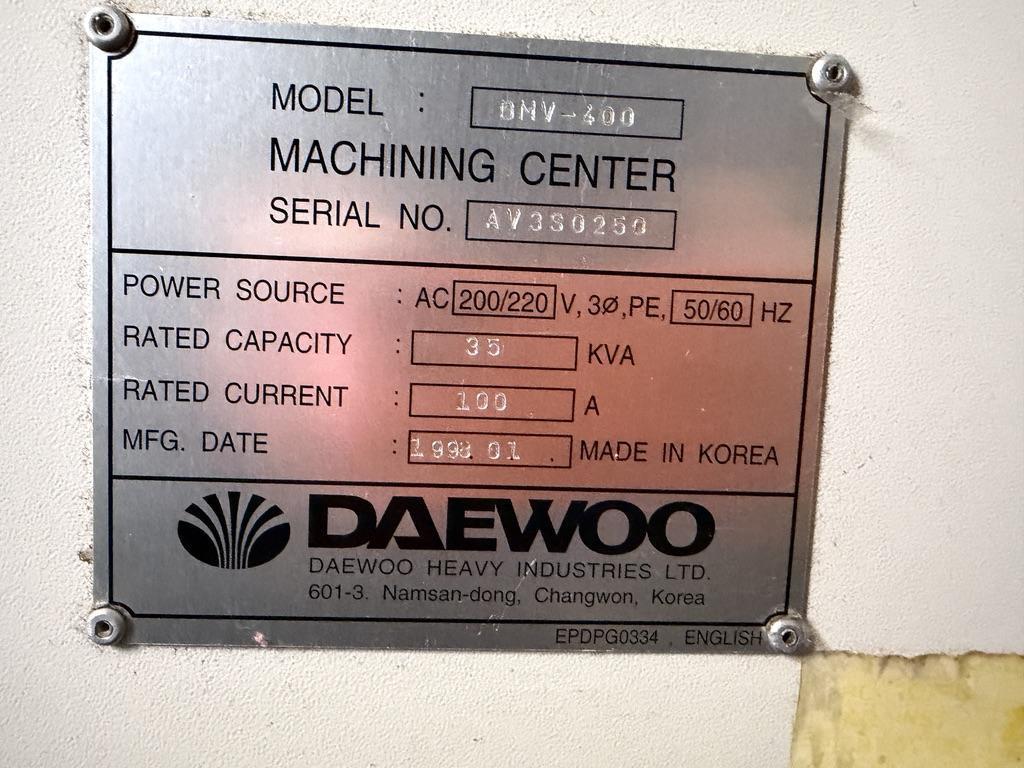 MODEL : DMV-400
MACHINING CENTER
SERIAL NO. AV3S0250
POWER SOURCE : AC 200/220 V, 3Ø, PE, 50/60 HZ
RATED CAPACITY : 35 KVA
RATED CURRENT : 100 A
MFG. DATE : 1998.01. MADE IN KOREA
DAEWOO
DAEWOO HEAVY INDUSTRIES LTD.
601-3. Namsan-dong, Changwon, Korea
EPDPG0334 . ENGLISH